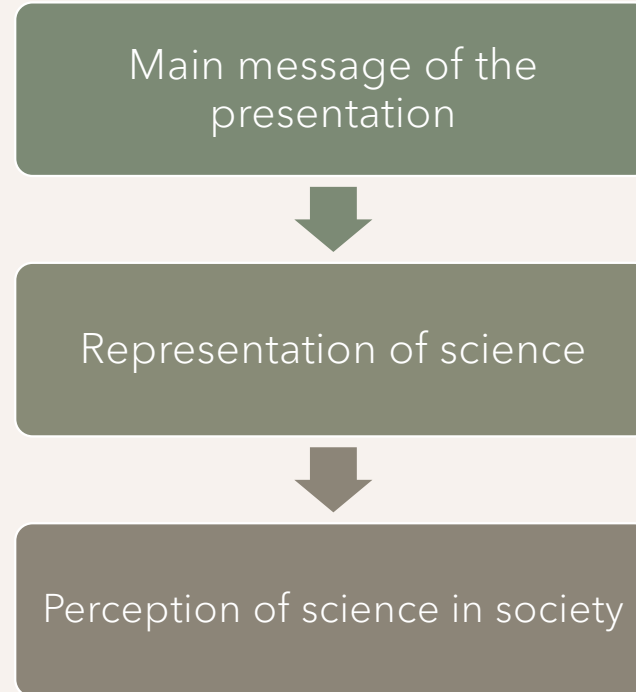 Main message of the
presentation
Representation of science
Perception of science in society